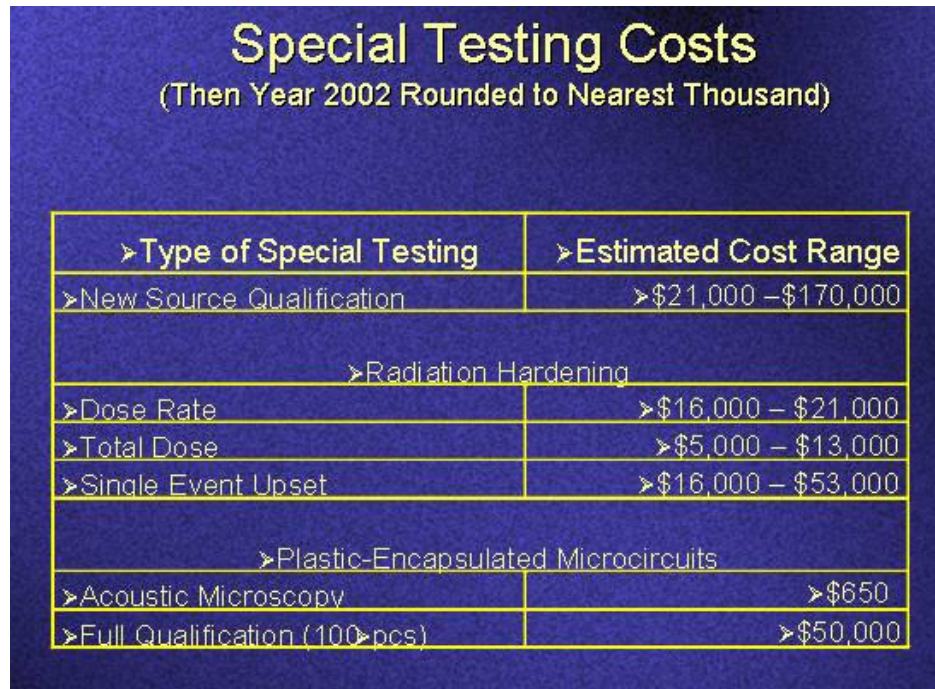 Special Testing Costs
(Then Year 2002 Rounded to Nearest Thousand)
➢Type of Special Testing ➢Estimated Cost Range
➢New Source Qualification ➢$21,000 –$170,000
➢Radiation Hardening
➢Dose Rate ➢$16,000 – $21,000
➢Total Dose ➢$5,000 – $13,000
➢Single Event Upset ➢$16,000 – $53,000
➢Plastic-Encapsulated Microcircuits
➢Acoustic Microscopy ➢$650
➢Full Qualification (100➢pcs) ➢$50,000